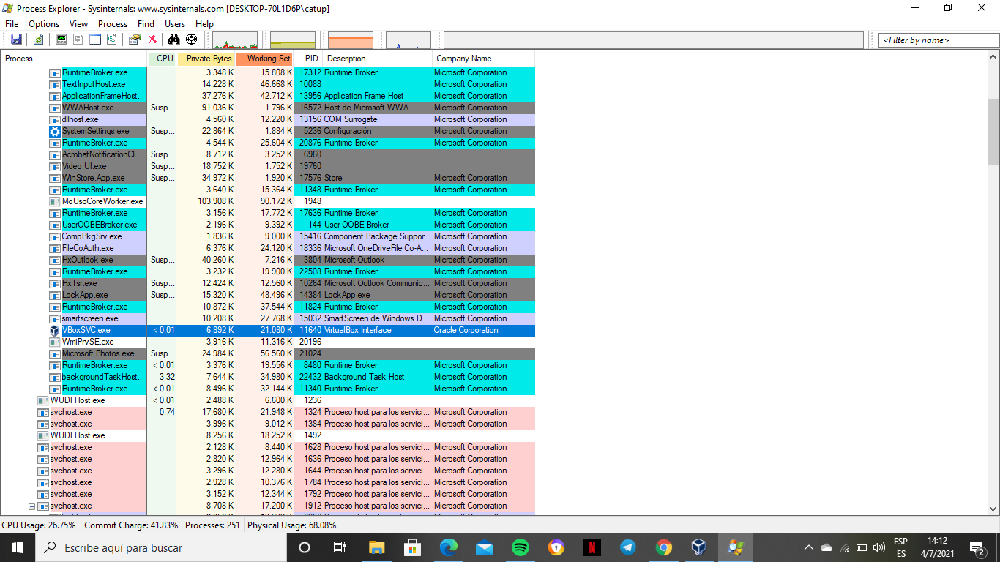 Process Explorer - Sysinternals: www.sysinternals.com [DESKTOP-70L1D6P\catup]
File Options View Process Find Users Help
<Filter by name>
Process CPU Private Bytes Working Set PID Description Company Name
RuntimeBroker.exe 3.348 K 15.808 K 17312 Runtime Broker Microsoft Corporation
TextInputHost.exe 14.228 K 46.668 K 10088
ApplicationFrameHost... 37.276 K 42.712 K 13956 Application Frame Host Microsoft Corporation
WWAHost.exe Susp... 91.036 K 1.796 K 16572 Host de Microsoft WWA Microsoft Corporation
dllhost.exe 4.560 K 12.220 K 13156 COM Surrogate Microsoft Corporation
SystemSettings.exe Susp... 22.864 K 1.884 K 5236 Configuración Microsoft Corporation
RuntimeBroker.exe 4.544 K 25.604 K 20876 Runtime Broker Microsoft Corporation
AcrobatNotificationCli... Susp... 8.712 K 3.252 K 6960
Video.UI.exe Susp... 18.752 K 1.752 K 19760
WinStore.App.exe Susp... 34.972 K 1.920 K 17576 Store Microsoft Corporation
RuntimeBroker.exe 3.640 K 15.364 K 11348 Runtime Broker Microsoft Corporation
MoUsoCoreWorker.exe 103.908 K 90.172 K 1948
RuntimeBroker.exe 3.156 K 17.772 K 17636 Runtime Broker Microsoft Corporation
UserOOBEBroker.exe 2.196 K 9.392 K 144 User OOBE Broker Microsoft Corporation
CompPkgSrv.exe 1.836 K 9.000 K 15416 Component Package Suppor... Microsoft Corporation
FileCoAuth.exe 6.376 K 24.120 K 18336 Microsoft OneDriveFile Co-A... Microsoft Corporation
HxOutlook.exe Susp... 40.260 K 7.216 K 3804 Microsoft Outlook Microsoft Corporation
RuntimeBroker.exe 3.232 K 19.900 K 22508 Runtime Broker Microsoft Corporation
HxTsr.exe Susp... 12.424 K 12.560 K 10264 Microsoft Outlook Communic... Microsoft Corporation
LockApp.exe Susp... 15.320 K 48.496 K 14384 LockApp.exe Microsoft Corporation
RuntimeBroker.exe 10.872 K 37.544 K 11824 Runtime Broker Microsoft Corporation
smartscreen.exe 10.208 K 27.768 K 15032 SmartScreen de Windows D... Microsoft Corporation
VBoxSVC.exe < 0.01 6.892 K 21.080 K 11640 VirtualBox Interface Oracle Corporation
WmiPrvSE.exe 3.916 K 11.316 K 20196
Microsoft.Photos.exe Susp... 24.984 K 56.560 K 21024
RuntimeBroker.exe < 0.01 3.376 K 19.556 K 8480 Runtime Broker Microsoft Corporation
backgroundTaskHost... 3.32 7.644 K 34.980 K 22432 Background Task Host Microsoft Corporation
RuntimeBroker.exe < 0.01 8.496 K 32.144 K 11340 Runtime Broker Microsoft Corporation
WUDFHost.exe < 0.01 2.488 K 6.600 K 1236
svchost.exe 0.74 17.680 K 21.948 K 1324 Proceso host para los servici... Microsoft Corporation
svchost.exe 3.996 K 9.012 K 1384 Proceso host para los servici... Microsoft Corporation
WUDFHost.exe 8.256 K 18.252 K 1492
svchost.exe 2.128 K 8.440 K 1628 Proceso host para los servici... Microsoft Corporation
svchost.exe 2.820 K 12.964 K 1636 Proceso host para los servici... Microsoft Corporation
svchost.exe 3.296 K 12.280 K 1644 Proceso host para los servici... Microsoft Corporation
svchost.exe 2.928 K 10.376 K 1784 Proceso host para los servici... Microsoft Corporation
svchost.exe 3.152 K 12.344 K 1792 Proceso host para los servici... Microsoft Corporation
svchost.exe 8.708 K 17.200 K 1912 Proceso host para los servici... Microsoft Corporation
CPU Usage: 26.75% Commit Charge: 41.83% Processes: 251 Physical Usage: 68.08%
Escribe aquí para buscar
ESP 14:12
ES 4/7/2021
2